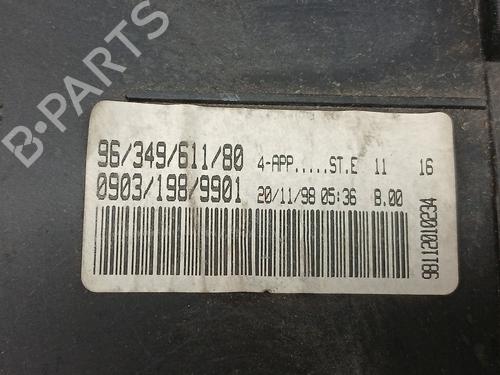 B-PARTS
96/349/611/80 4-APP.....ST.E 11 16
0903/198/9901 20/11/98 05:36 8.00
98112010234